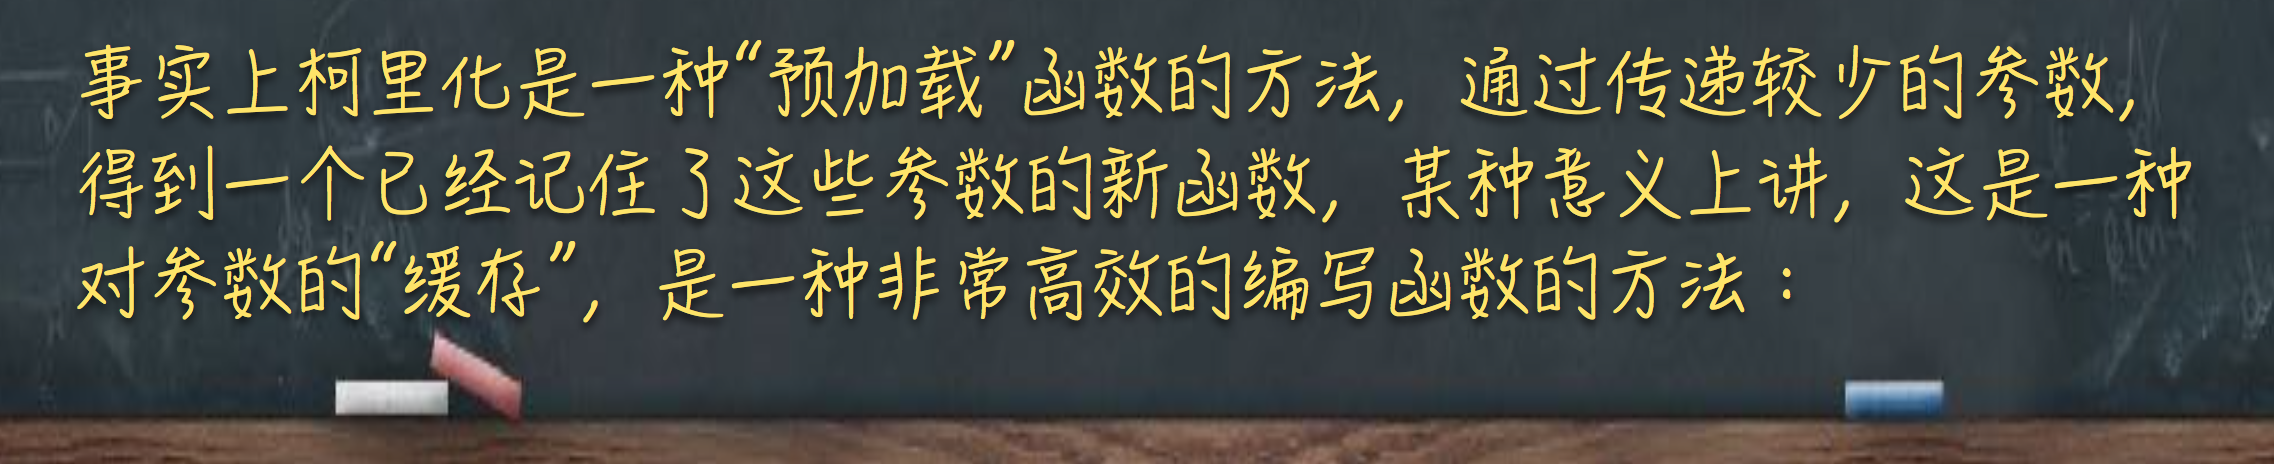 事实上柯里化是一种“预加载”函数的方法，通过传递较少的参数，
得到一个已经记住了这些参数的新函数，某种意义上讲，这是一种
对参数的“缓存”，是一种非常高效的编写函数的方法：